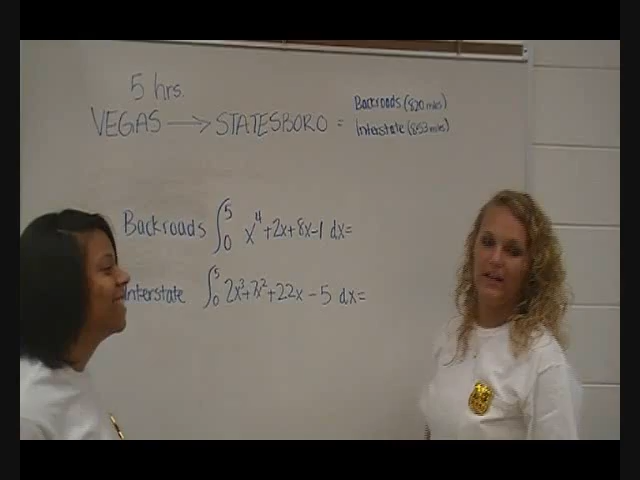 5 hrs.
VEGAS → STATESBORO =
Backroads (820 miles)
Interstate (853 miles)
Backroads ∫₀⁵ x⁴+2x+8x-1 dx=
Interstate ∫₀⁵ 2x³+7x²+22x-5 dx=